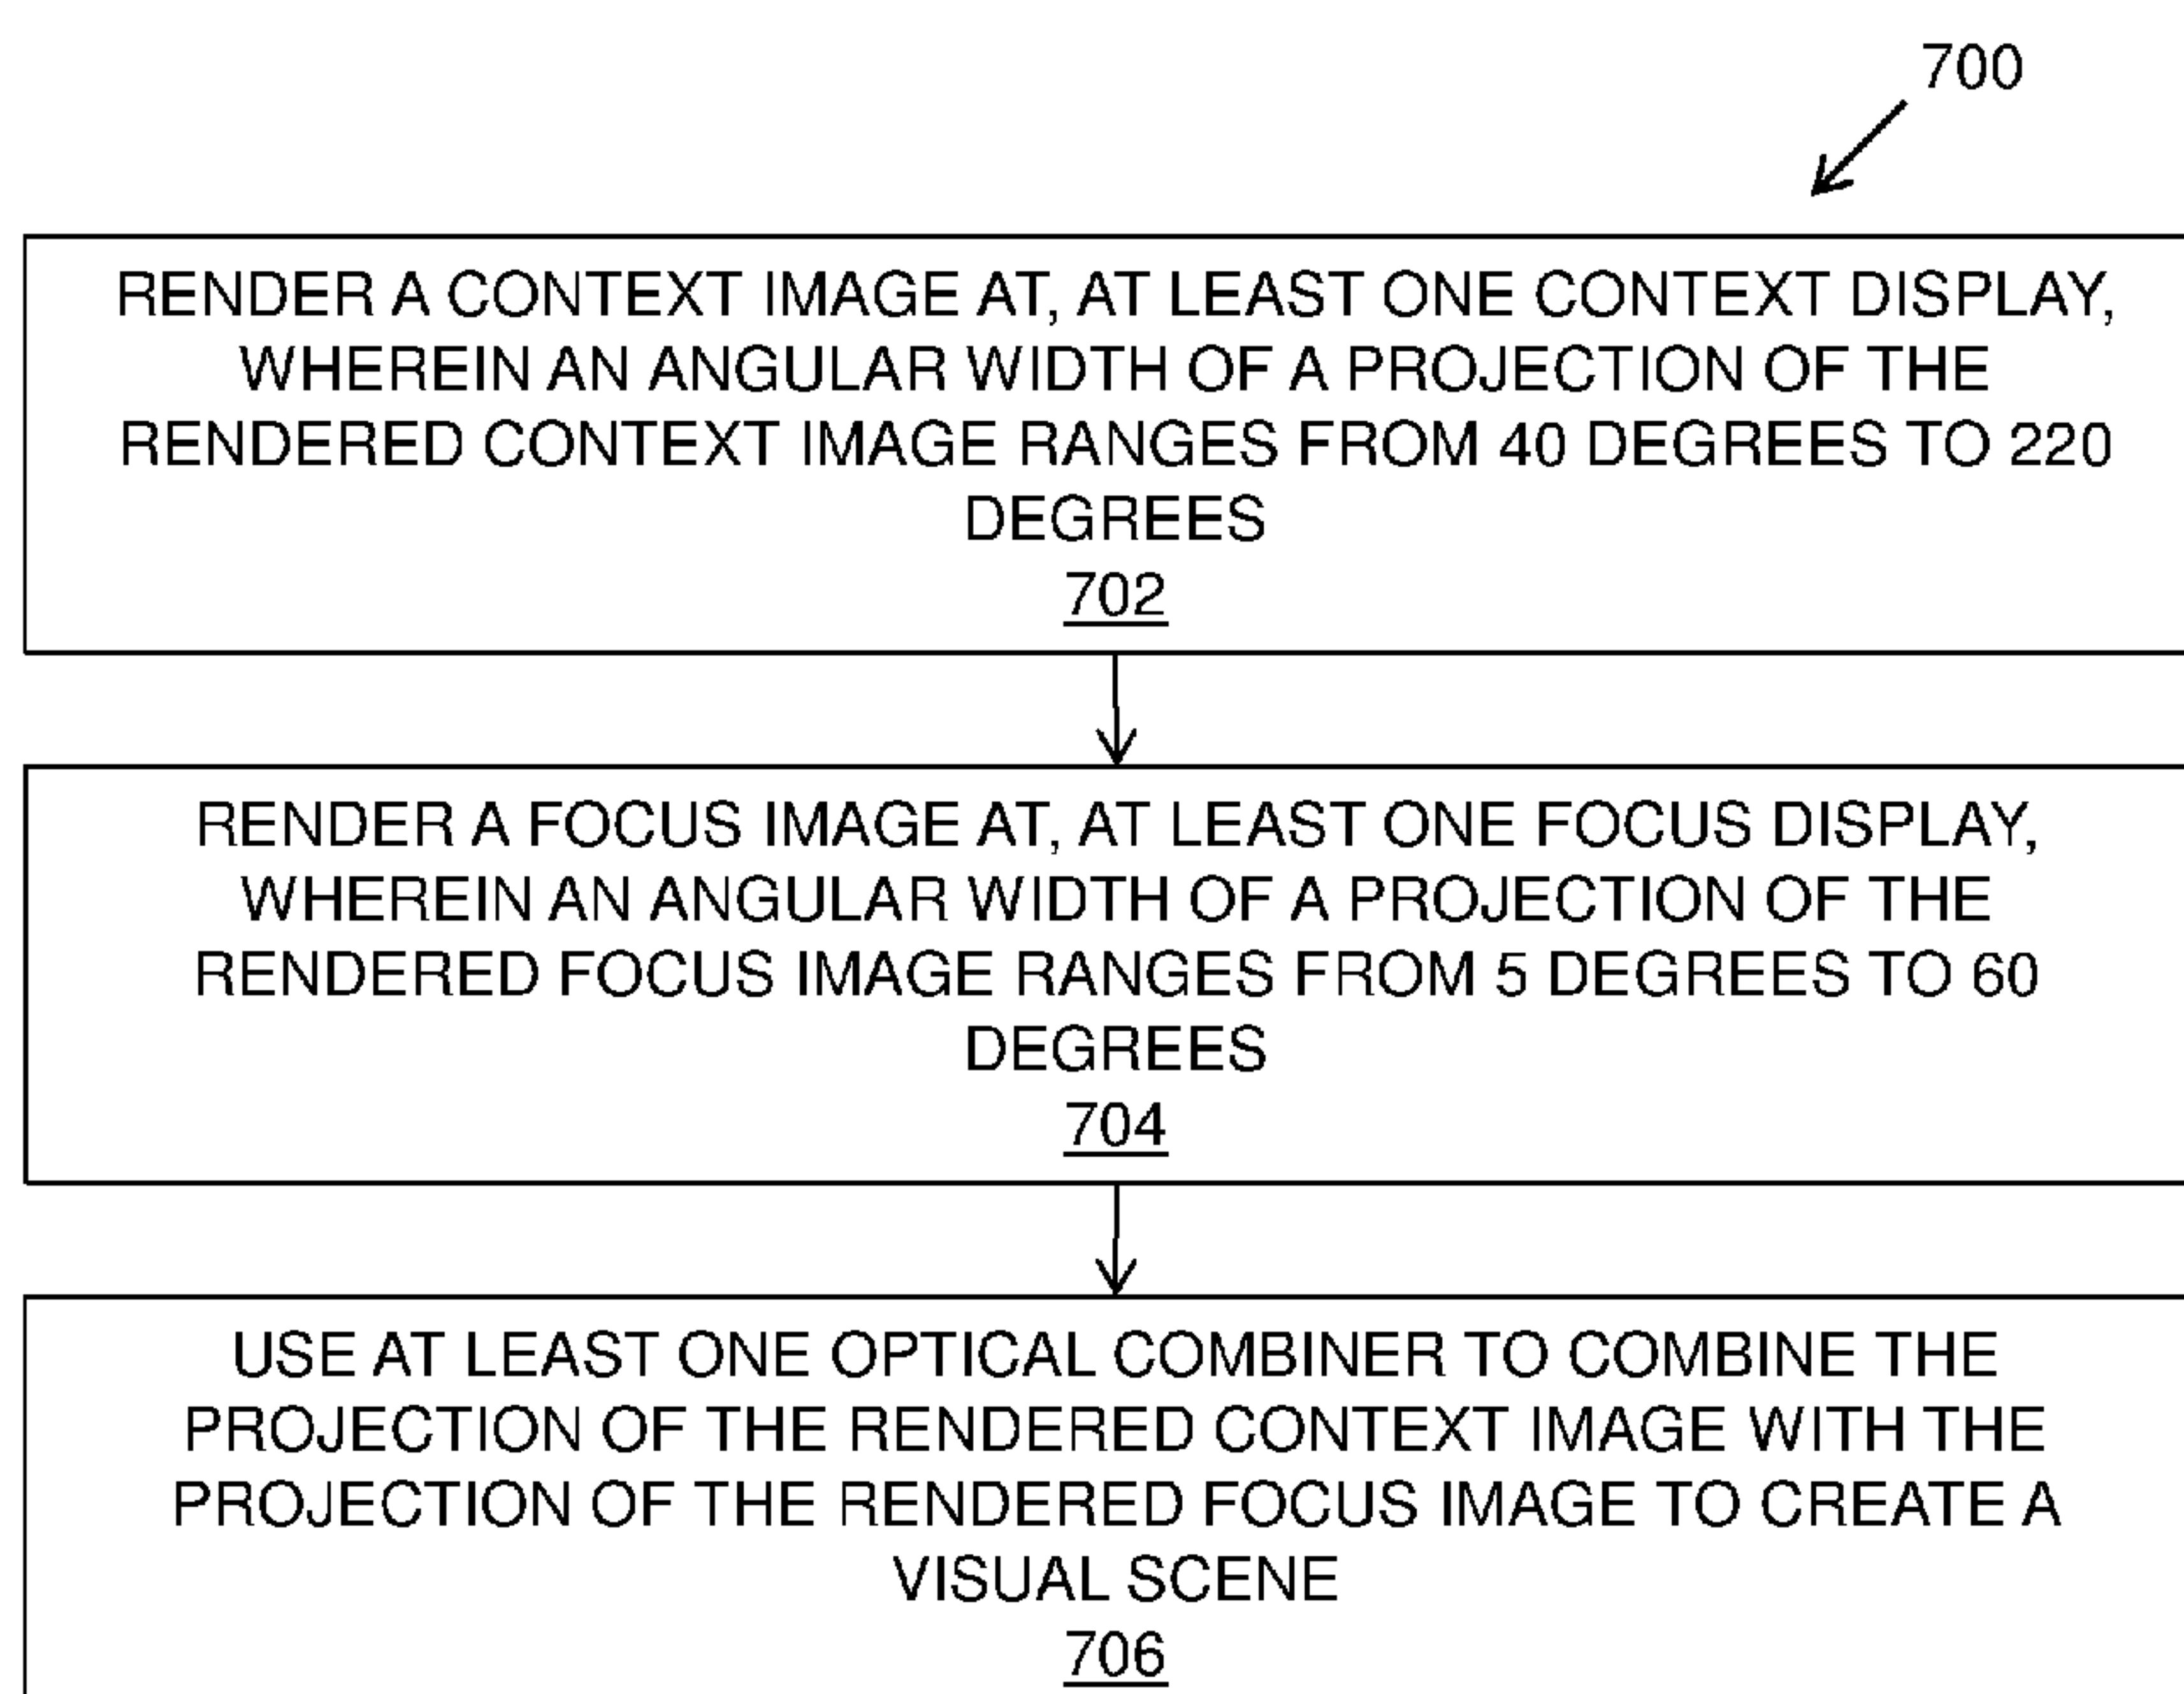 700
RENDER A CONTEXT IMAGE AT, AT LEAST ONE CONTEXT DISPLAY,
WHEREIN AN ANGULAR WIDTH OF A PROJECTION OF THE
RENDERED CONTEXT IMAGE RANGES FROM 40 DEGREES TO 220
DEGREES
702
RENDER A FOCUS IMAGE AT, AT LEAST ONE FOCUS DISPLAY,
WHEREIN AN ANGULAR WIDTH OF A PROJECTION OF THE
RENDERED FOCUS IMAGE RANGES FROM 5 DEGREES TO 60
DEGREES
704
USE AT LEAST ONE OPTICAL COMBINER TO COMBINE THE
PROJECTION OF THE RENDERED CONTEXT IMAGE WITH THE
PROJECTION OF THE RENDERED FOCUS IMAGE TO CREATE A
VISUAL SCENE
706